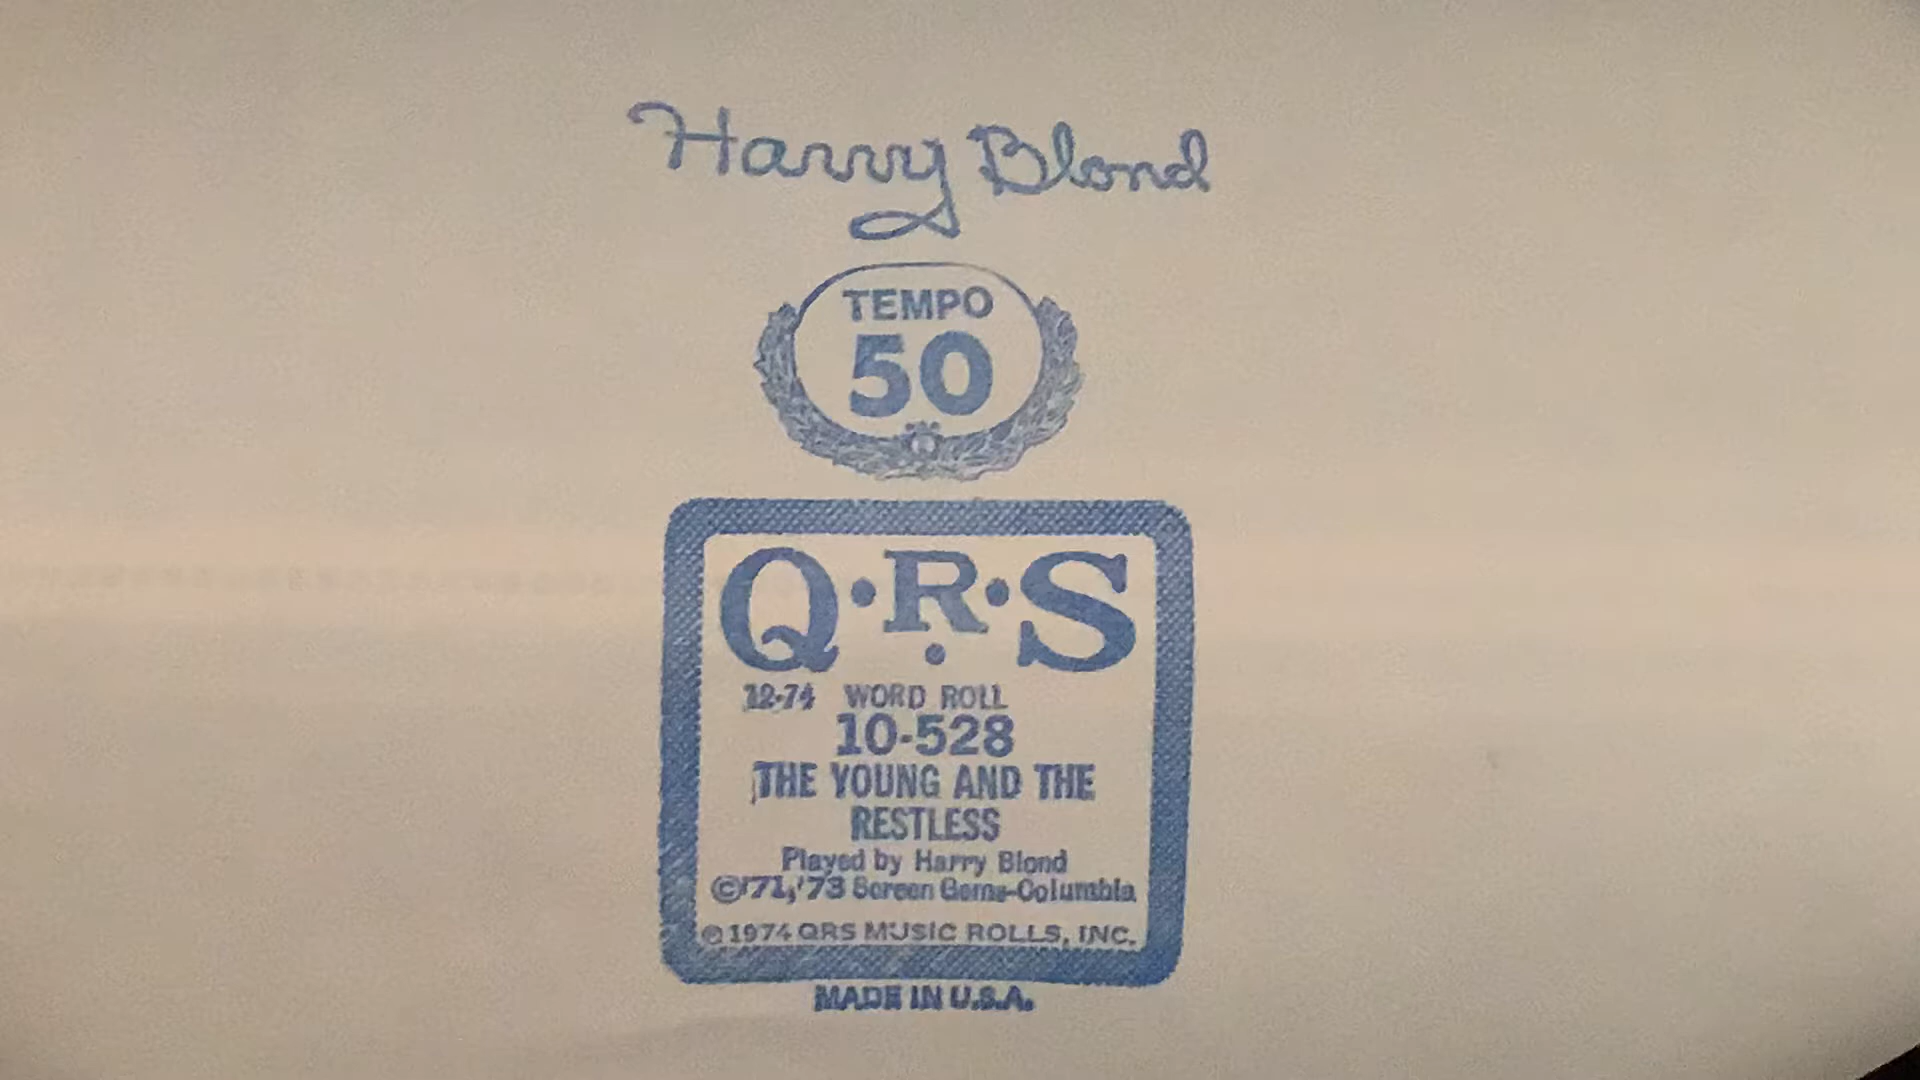 Harry Blond
TEMPO
50
Q·R·S
12-74 WORD ROLL
10-528
THE YOUNG AND THE
RESTLESS
Played by Harry Blond
©'71,'73 Screen Gems-Columbia
℗1974 QRS MUSIC ROLLS, INC.
MADE IN U.S.A.